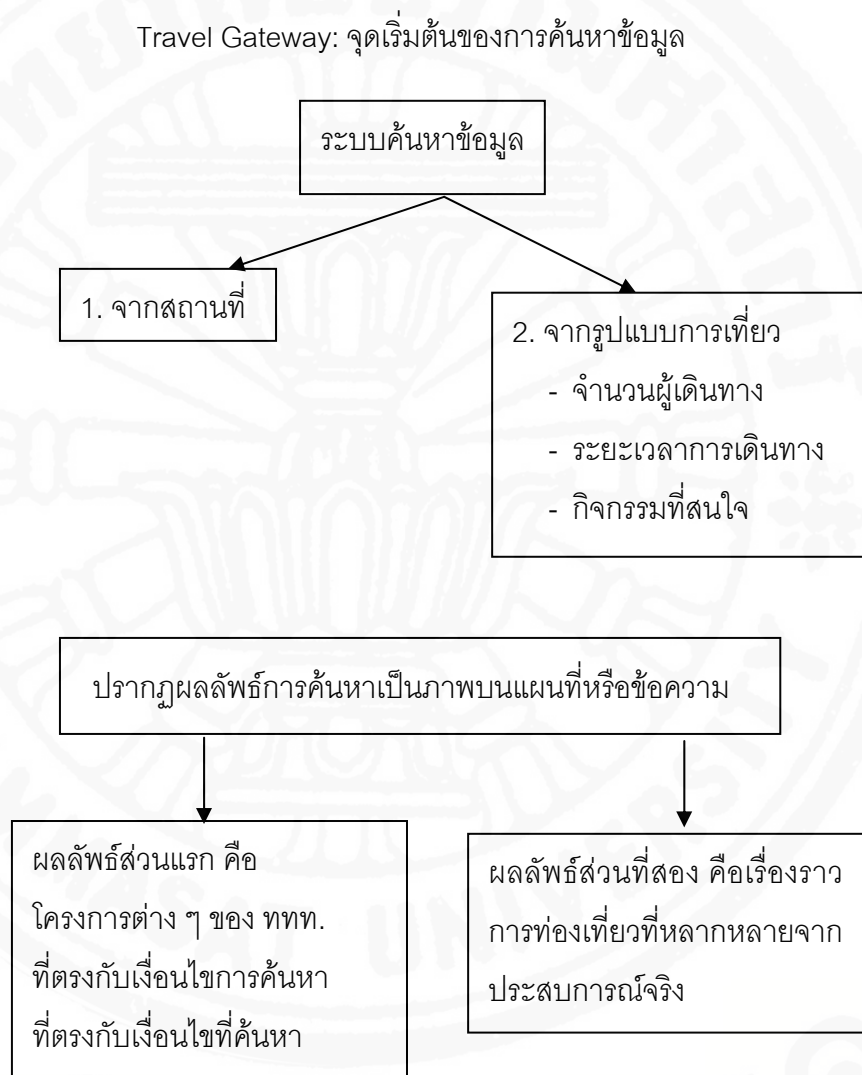 Travel Gateway: จุดเริ่มต้นของการค้นหาข้อมูล
ระบบค้นหาข้อมูล
1. จากสถานที่
2. จากรูปแบบการเที่ยว
- จำนวนผู้เดินทาง
- ระยะเวลาการเดินทาง
- กิจกรรมที่สนใจ
ปรากฏผลลัพธ์การค้นหาเป็นภาพบนแผนที่หรือข้อความ
ผลลัพธ์ส่วนแรก คือ
โครงการต่าง ๆ ของ ททท.
ที่ตรงกับเงื่อนไขการค้นหา
ที่ตรงกับเงื่อนไขที่ค้นหา
ผลลัพธ์ส่วนที่สอง คือเรื่องราว
การท่องเที่ยวที่หลากหลายจาก
ประสบการณ์จริง